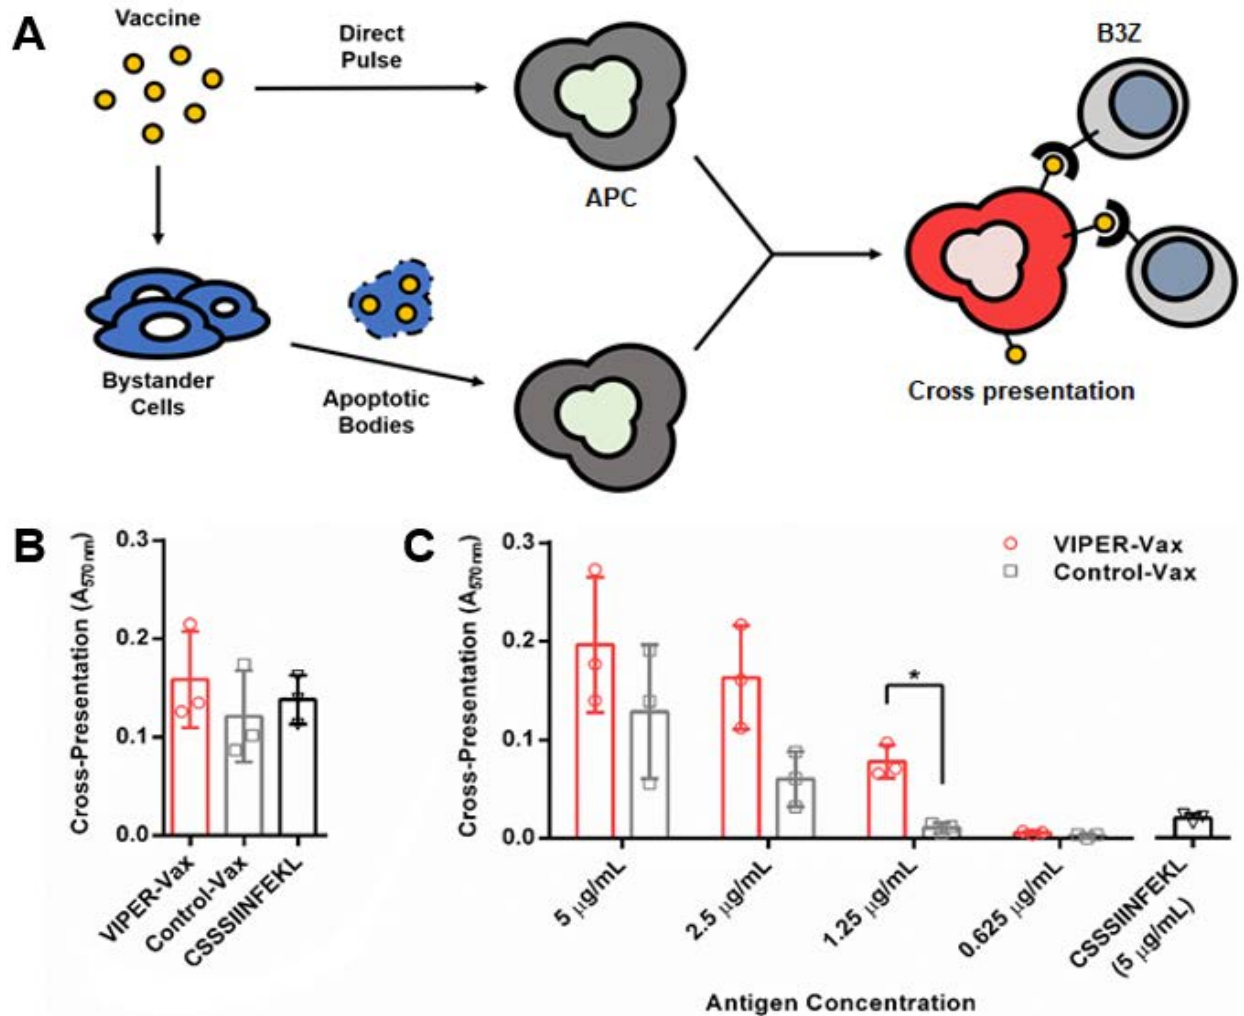 A
Vaccine
Direct
Pulse
APC
B3Z
Bystander
Cells
Apoptotic
Bodies
Cross presentation
B
Cross-Presentation (A570 nm)
0.3
0.2
0.1
0.0
VIPER-Vax
Control-Vax
CSSSIINFEKL
C
Cross-Presentation (A570 nm)
0.3
0.2
0.1
0.0
VIPER-Vax
Control-Vax
*
5 μg/mL
2.5 μg/mL
1.25 μg/mL
0.625 μg/mL
CSSSIINFEKL
(5 μg/mL)
Antigen Concentration